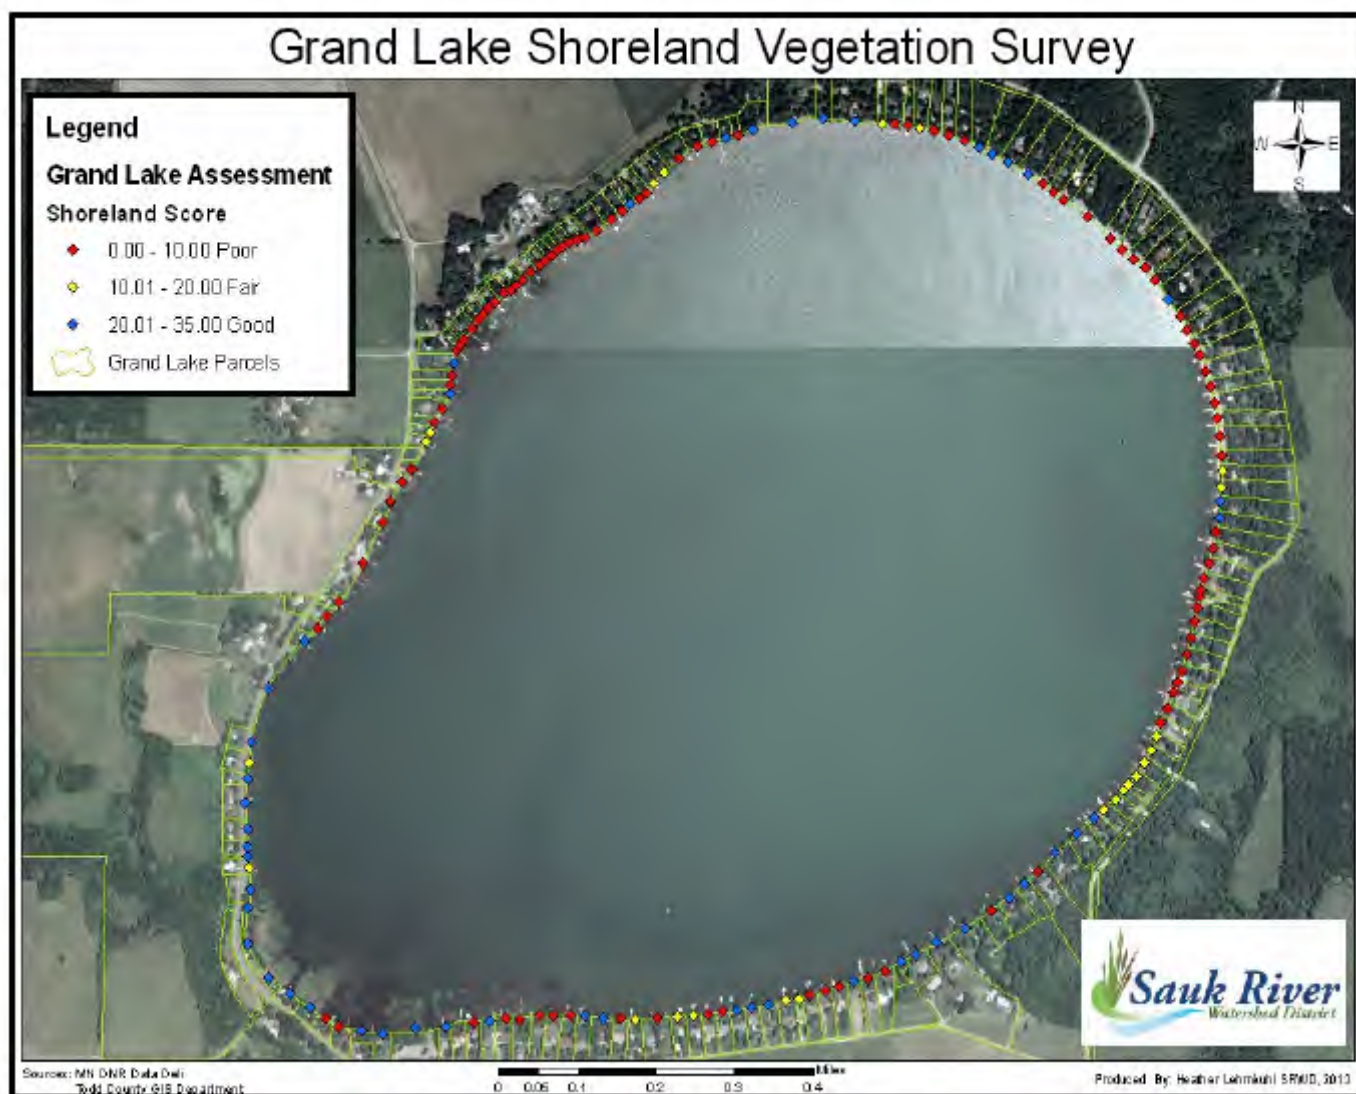 Grand Lake Shoreland Vegetation Survey
Legend
Grand Lake Assessment
Shoreland Score
0.00 - 10.00 Poor
10.01 - 20.00 Fair
20.01 - 35.00 Good
Grand Lake Parcels
N
W E
S
Sauk River
Watershed District
Sources: MN DNR Data Deli
Todd County GIS Department
Miles
0 0.05 0.1 0.2 0.3 0.4
Produced By: Heather Lehmkuhl SRWD, 2013